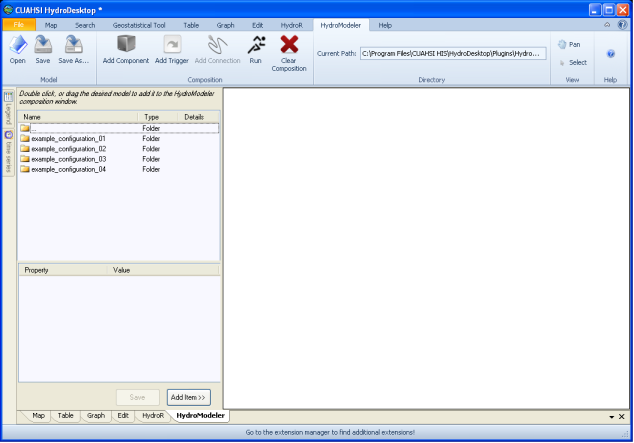 CUAHSI HydroDesktop *
File Map Search Geostatistical Tool Table Graph Edit HydroR HydroModeler Help
Open Save Save As... Add Component Add Trigger Add Connection Run Clear Composition Current Path: C:\Program Files\CUAHSI HIS\HydroDesktop\Plugins\Hydro... Pan Select
Model Composition Directory View Help
Legend
time series
Double click, or drag the desired model to add it to the HydroModeler
composition window.
Name Type Details
... Folder
example_configuration_01 Folder
example_configuration_02 Folder
example_configuration_03 Folder
example_configuration_04 Folder
Property Value
Save Add Item >>
Map Table Graph Edit HydroR HydroModeler
Go to the extension manager to find additional extensions!